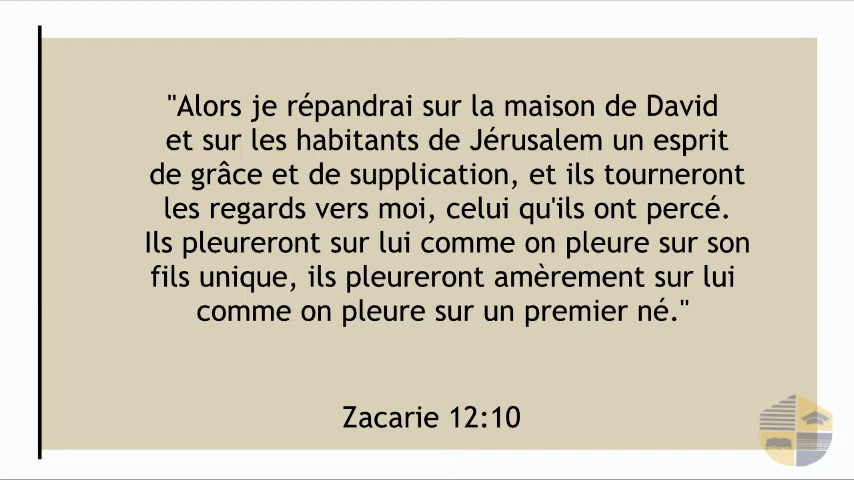 "Alors je répandrai sur la maison de David
et sur les habitants de Jérusalem un esprit
de grâce et de supplication, et ils tourneront
les regards vers moi, celui qu'ils ont percé.
Ils pleureront sur lui comme on pleure sur son
fils unique, ils pleureront amèrement sur lui
comme on pleure sur un premier né."
Zacarie 12:10